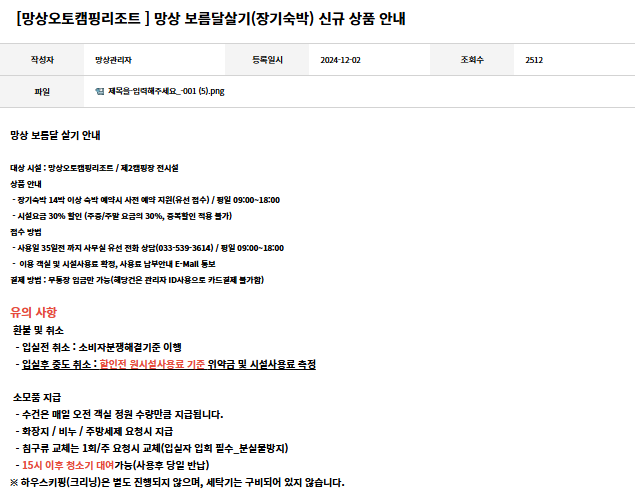 [망상오토캠핑리조트 ] 망상 보름달살기(장기숙박) 신규 상품 안내
작성자 망상관리자 등록일시 2024-12-02 조회수 2512
파일 제목을-입력해주세요_-001 (5).png
망상 보름달 살기 안내
대상 시설 : 망상오토캠핑리조트 / 제2캠핑장 전시설
상품 안내
- 장기숙박 14박 이상 숙박 예약시 사전 예약 지원(유선 접수) / 평일 09:00~18:00
- 시설요금 30% 할인 (주중/주말 요금의 30%, 중복할인 적용 불가)
접수 방법
- 사용일 35일전 까지 사무실 유선 전화 상담(033-539-3614) / 평일 09:00~18:00
- 이용 객실 및 시설사용료 확정, 사용료 납부안내 E-Mail 통보
결제 방법 : 무통장 입금만 가능(해당건은 관리자 ID사용으로 카드결제 불가함)
유의 사항
환불 및 취소
- 입실전 취소 : 소비자분쟁해결기준 이행
- 입실후 중도 취소 : 할인전 원시설사용료 기준 위약금 및 시설사용료 측정
소모품 지급
- 수건은 매일 오전 객실 정원 수량만큼 지급됩니다.
- 화장지 / 비누 / 주방세제 요청시 지급
- 침구류 교체는 1회/주 요청시 교체(입실자 입회 필수_분실물방지)
- 15시 이후 청소기 대여가능(사용후 당일 반납)
※ 하우스키핑(크리닝)은 별도 진행되지 않으며, 세탁기는 구비되어 있지 않습니다.